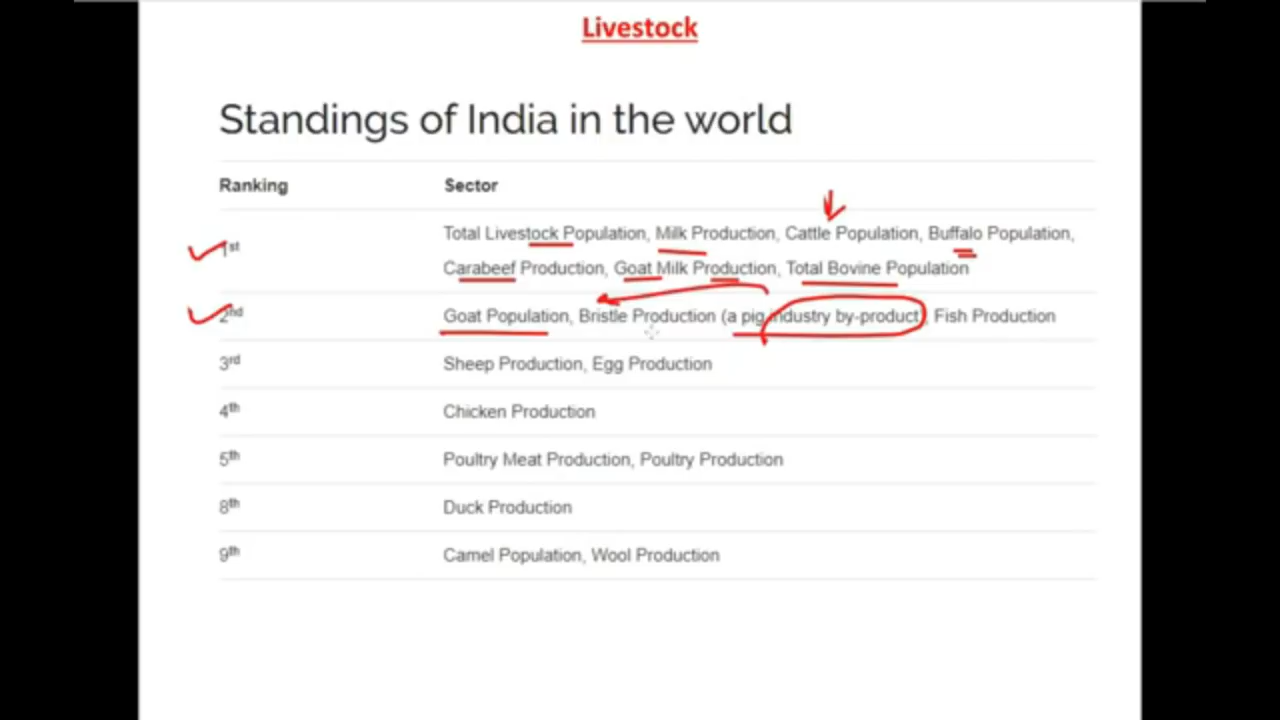 Livestock
Standings of India in the world
Ranking Sector
1st Total Livestock Population, Milk Production, Cattle Population, Buffalo Population,
Carabeef Production, Goat Milk Production, Total Bovine Population
2nd Goat Population, Bristle Production (a pig industry by-product), Fish Production
3rd Sheep Production, Egg Production
4th Chicken Production
5th Poultry Meat Production, Poultry Production
8th Duck Production
9th Camel Population, Wool Production